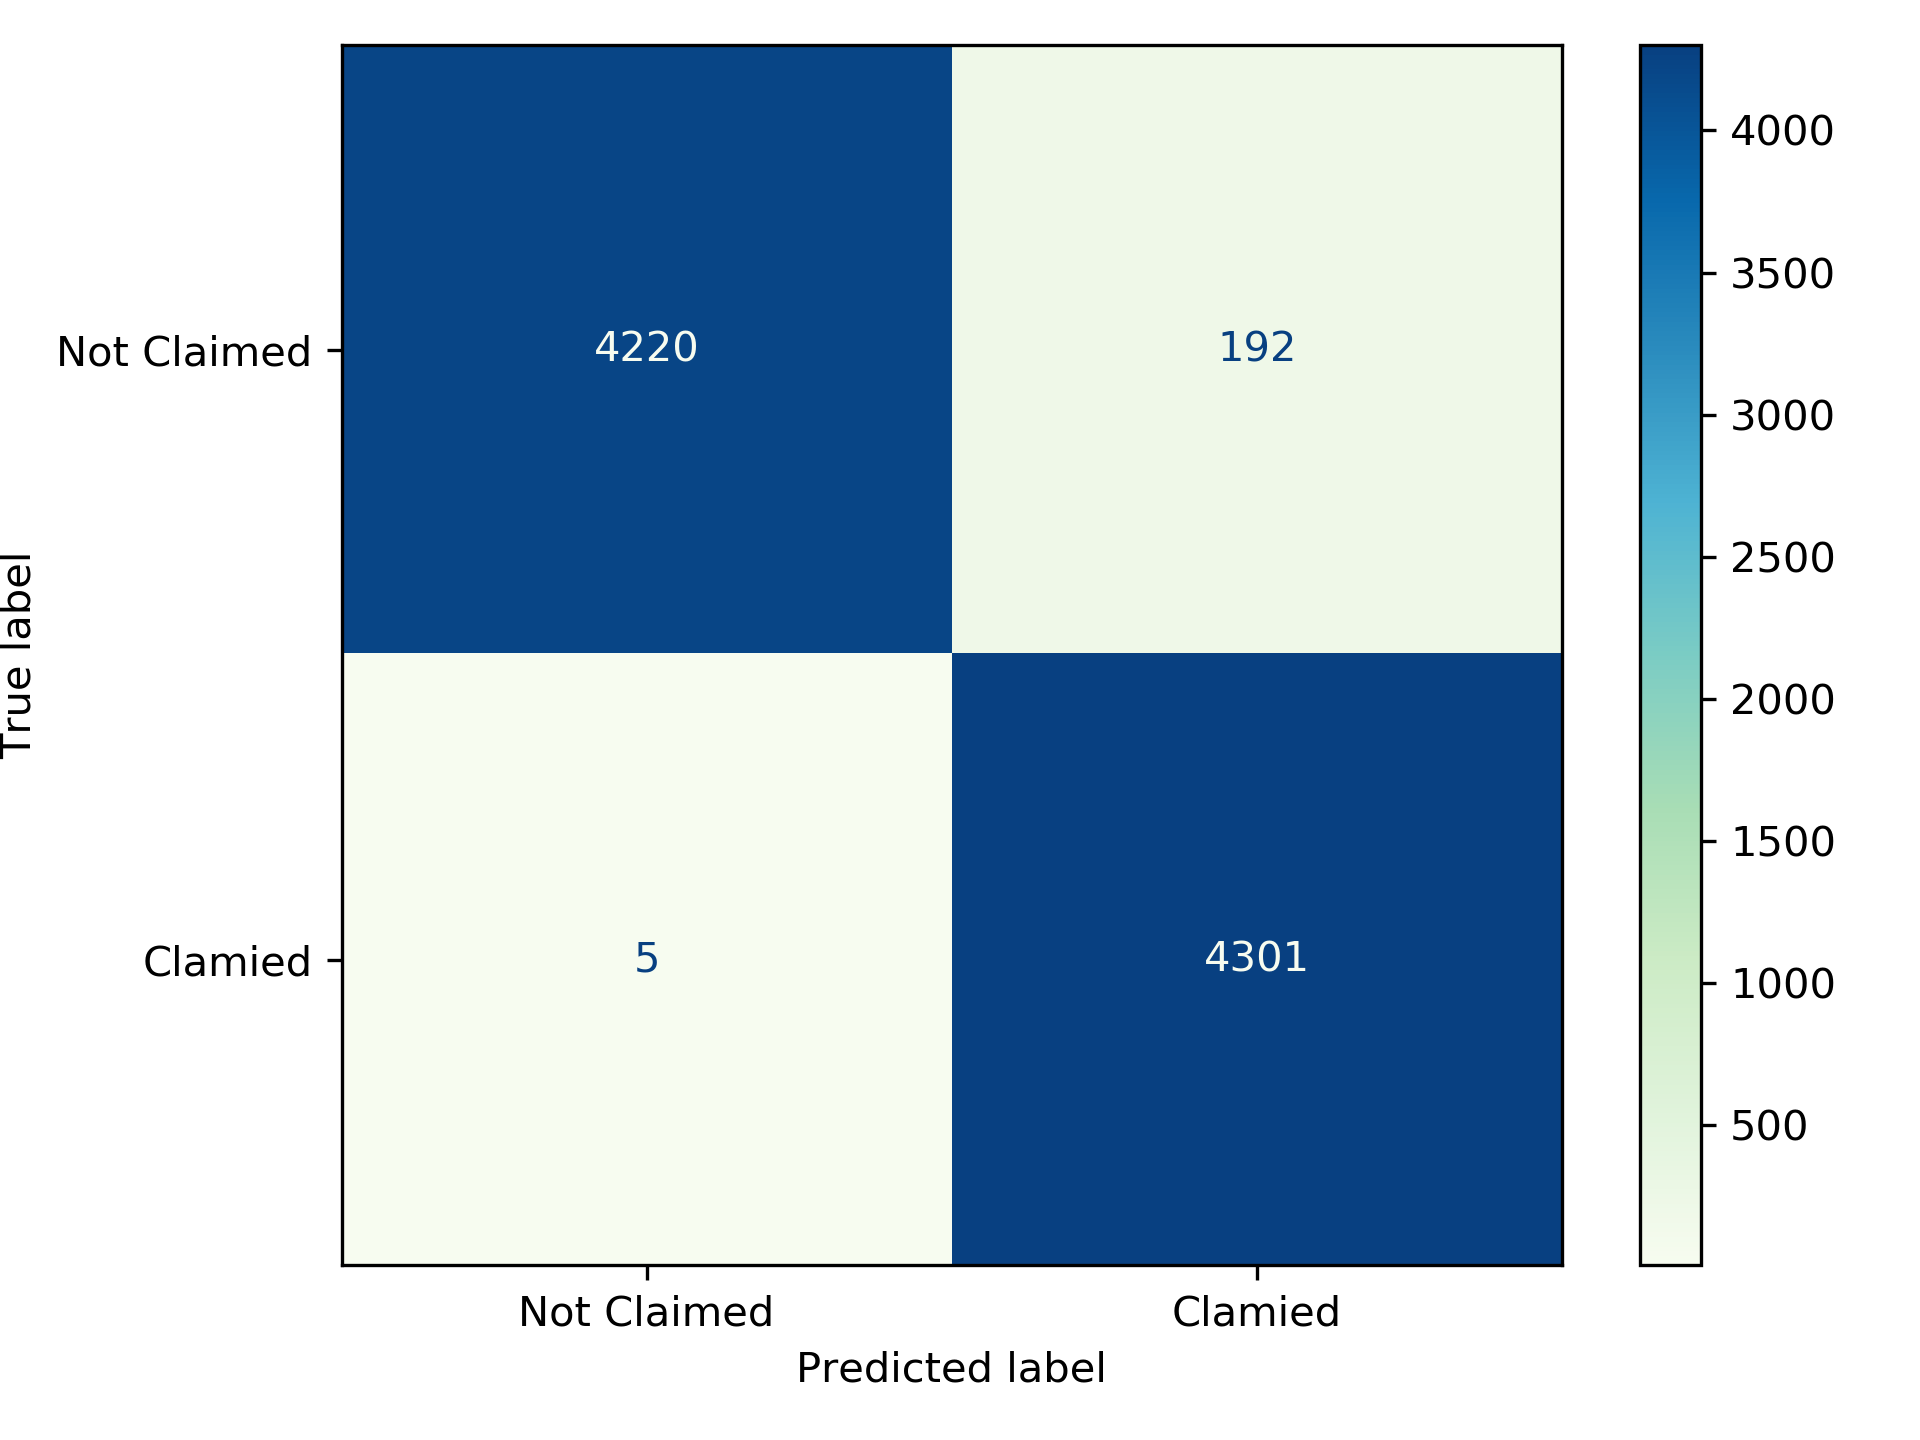 True label
Not Claimed
Clamied
4220
192
5
4301
Not Claimed
Clamied
Predicted label
4000
3500
3000
2500
2000
1500
1000
500